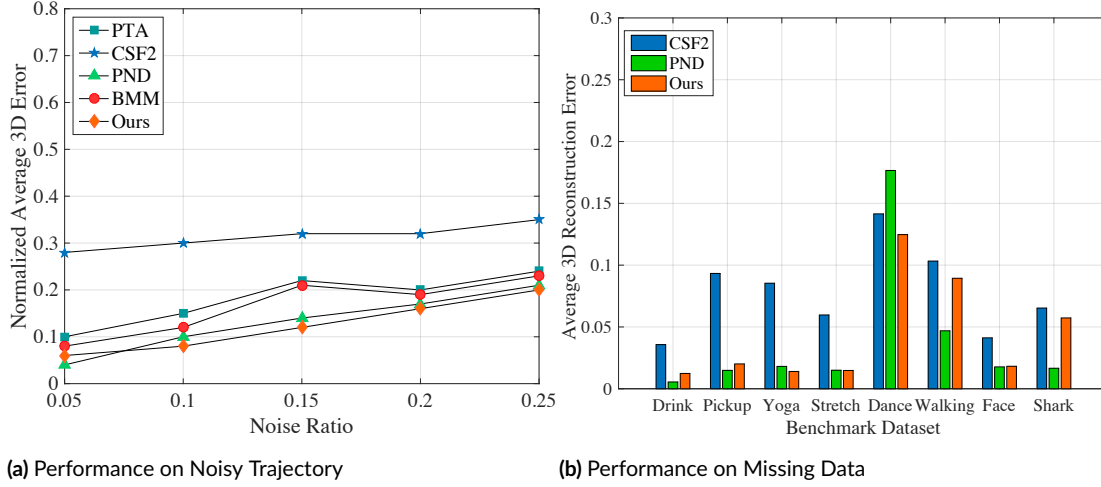 0.8
0.7
0.6
0.5
0.4
0.3
0.2
0.1
0
Normalized Average 3D Error
PTA
CSF2
PND
BMM
Ours
0.05 0.1 0.15 0.2 0.25
Noise Ratio
(a) Performance on Noisy Trajectory
0.3
0.25
0.2
0.15
0.1
0.05
0
Average 3D Reconstruction Error
CSF2
PND
Ours
Drink Pickup Yoga Stretch Dance Walking Face Shark
Benchmark Dataset
(b) Performance on Missing Data